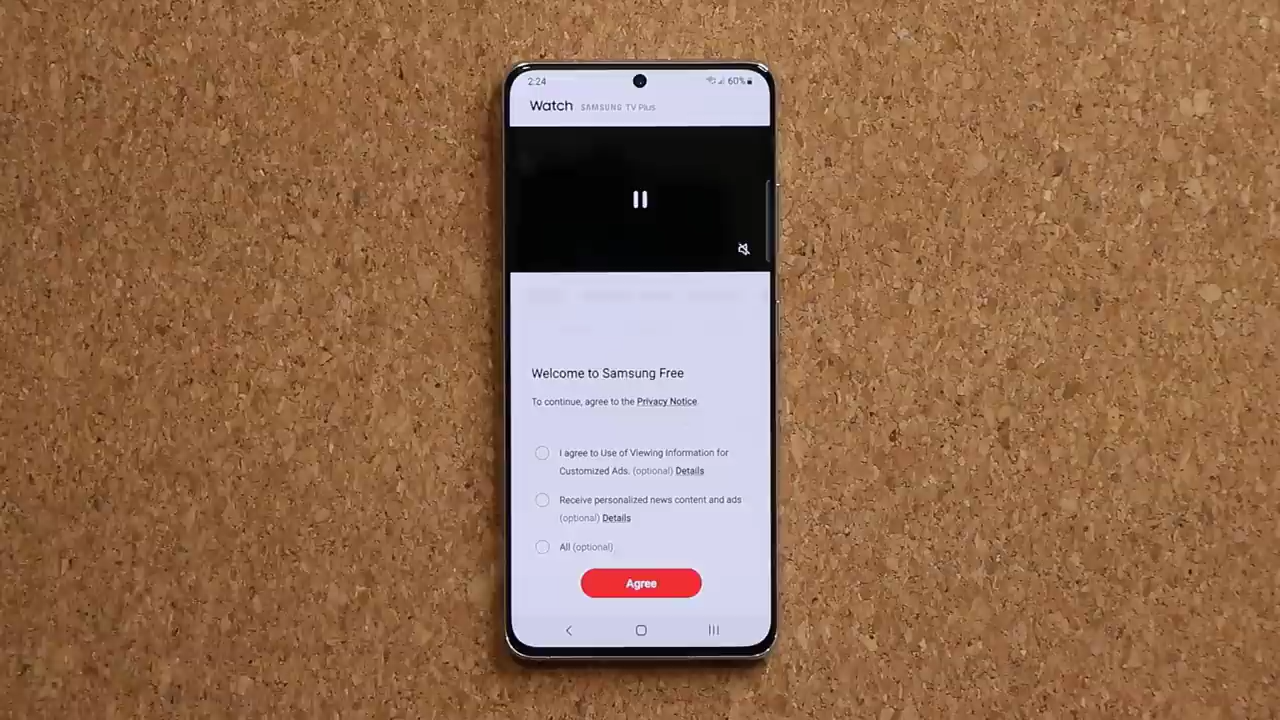 2:24 60%
Watch SAMSUNG TV Plus
Welcome to Samsung Free
To continue, agree to the Privacy Notice
I agree to Use of Viewing Information for
Customized Ads. (optional) Details
Receive personalized news content and ads
(optional) Details
All (optional)
Agree